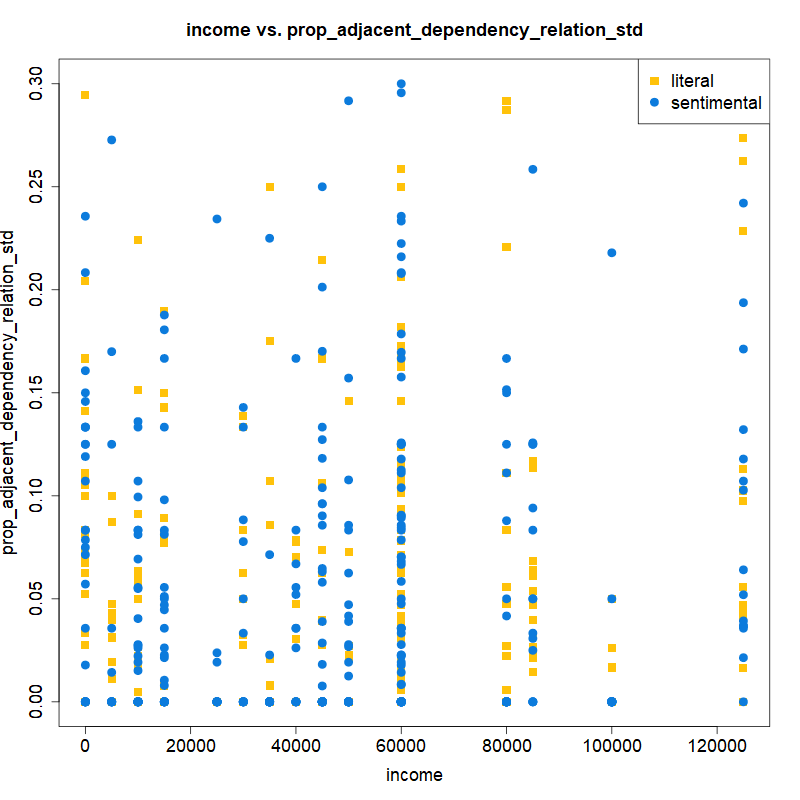 income vs. prop_adjacent_dependency_relation_std
literal
sentimental
prop_adjacent_dependency_relation_std
0.30
0.25
0.20
0.15
0.10
0.05
0.00
0 20000 40000 60000 80000 100000 120000
income